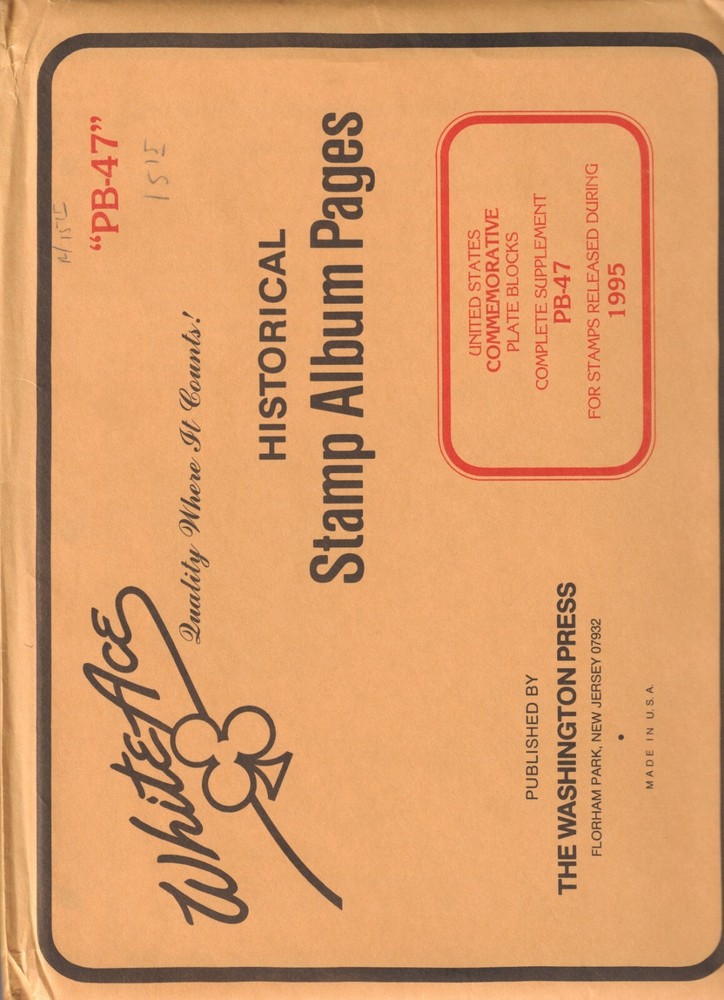 White Ace
Quality Where It Counts!
"PB-47"
1515
HISTORICAL
Stamp Album Pages
UNITED STATES
COMMEMORATIVE
PLATE BLOCKS
COMPLETE SUPPLEMENT
PB-47
FOR STAMPS RELEASED DURING
1995
PUBLISHED BY
THE WASHINGTON PRESS
FLORHAM PARK, NEW JERSEY 07932
•
MADE IN U.S.A.